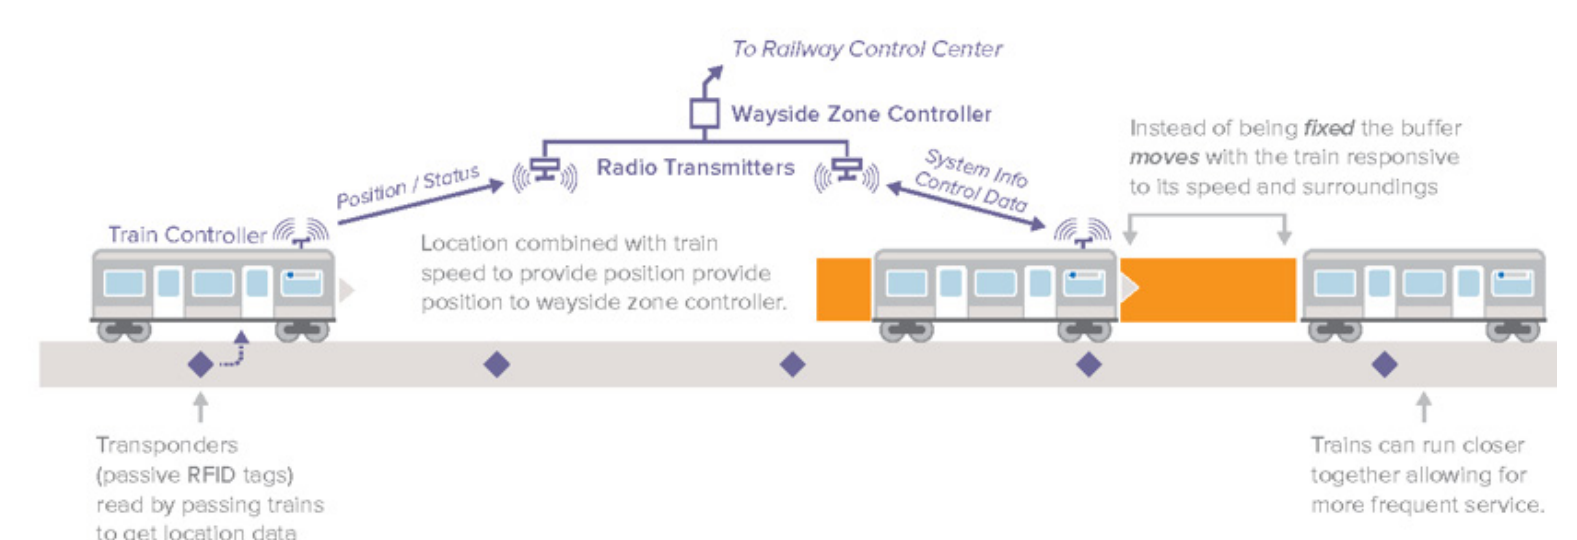 To Railway Control Center
Wayside Zone Controller
Radio Transmitters
Position / Status
System Info
Control Data
Instead of being fixed the buffer
moves with the train responsive
to its speed and surroundings
Train Controller
Location combined with train
speed to provide position provide
position to wayside zone controller.
Transponders
(passive RFID tags)
read by passing trains
to get location data
Trains can run closer
together allowing for
more frequent service.